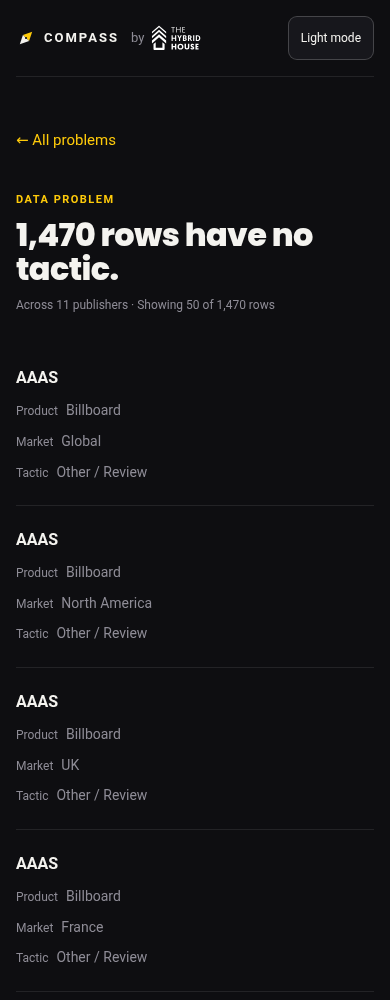 COMPASS by THE HYBRID HOUSE
Light mode
← All problems
DATA PROBLEM
1,470 rows have no
tactic.
Across 11 publishers · Showing 50 of 1,470 rows
AAAS
Product Billboard
Market Global
Tactic Other / Review
AAAS
Product Billboard
Market North America
Tactic Other / Review
AAAS
Product Billboard
Market UK
Tactic Other / Review
AAAS
Product Billboard
Market France
Tactic Other / Review